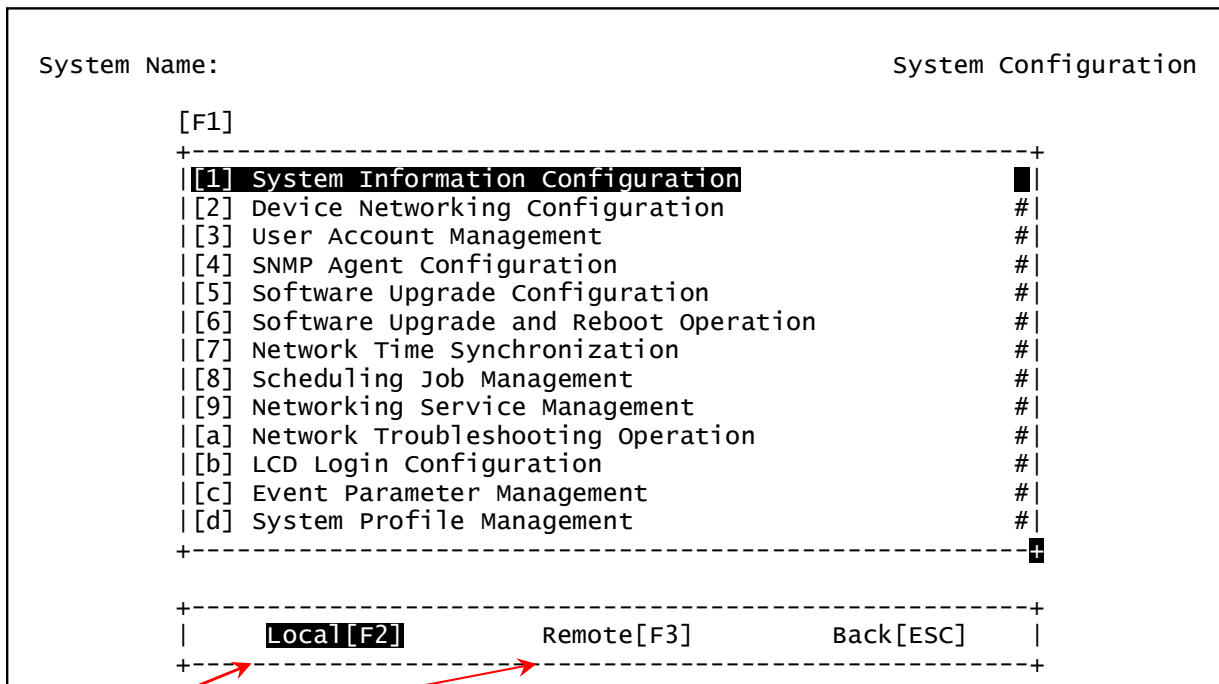 System Name: System Configuration
[F1]
+-------------------------------------------------------+
|[1] System Information Configuration |
|[2] Device Networking Configuration #|
|[3] User Account Management #|
|[4] SNMP Agent Configuration #|
|[5] Software Upgrade Configuration #|
|[6] Software Upgrade and Reboot Operation #|
|[7] Network Time Synchronization #|
|[8] Scheduling Job Management #|
|[9] Networking Service Management #|
|[a] Network Troubleshooting Operation #|
|[b] LCD Login Configuration #|
|[c] Event Parameter Management #|
|[d] System Profile Management #|
+-------------------------------------------------------+
+-------------------------------------------------------+
| Local[F2] Remote[F3] Back[ESC] |
+-------------------------------------------------------+